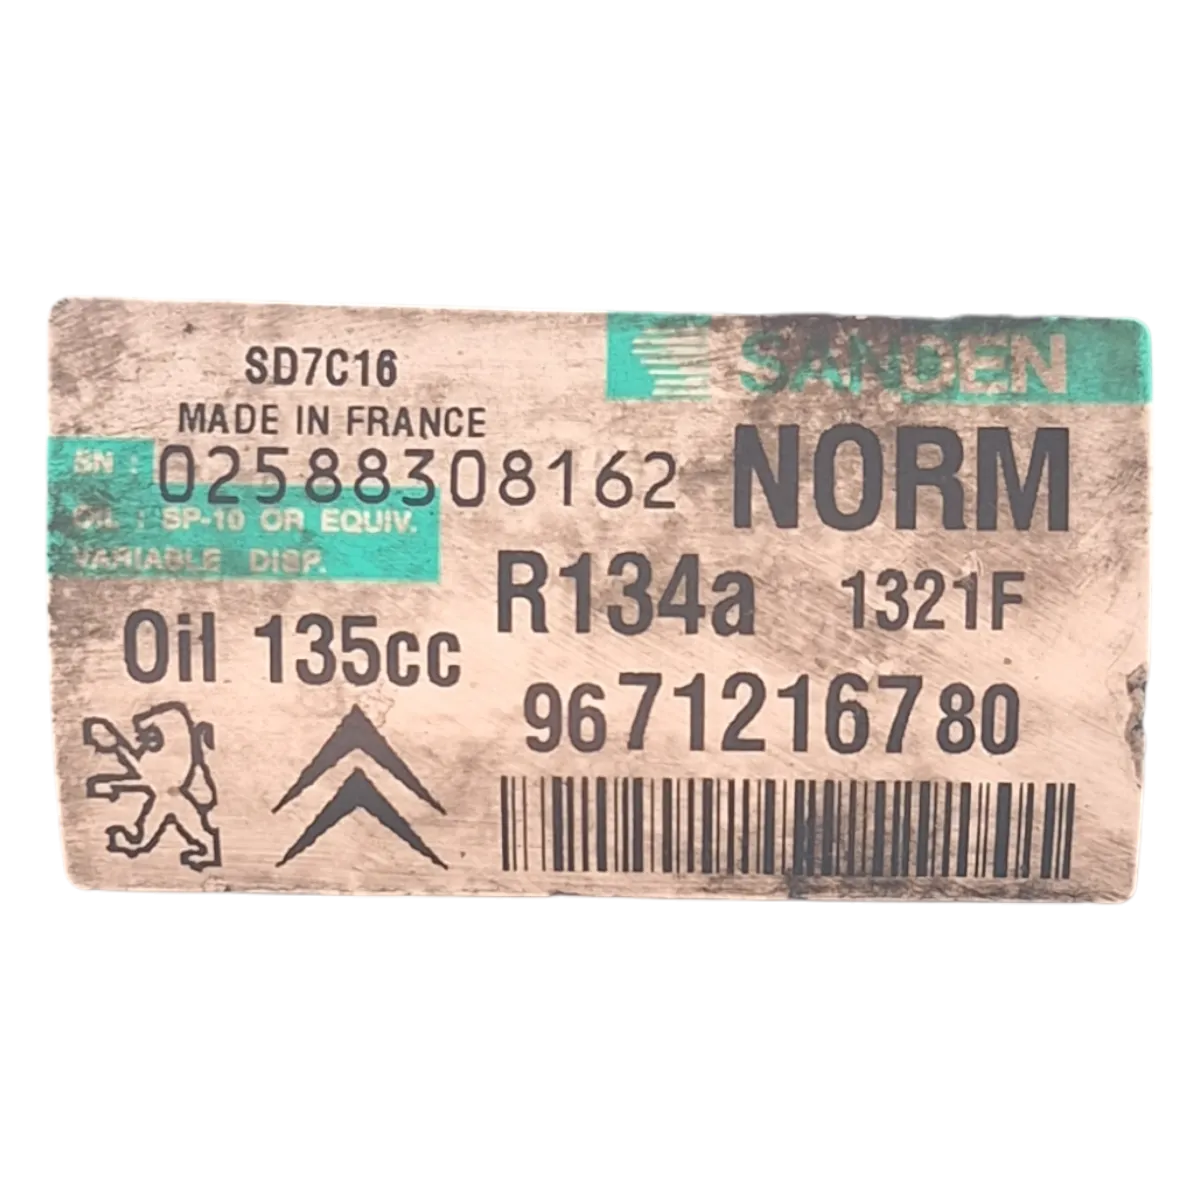 SANDEN
SD7C16
MADE IN FRANCE
SN : 02588308162
NORM
OIL : SP-10 OR EQUIV.
VARIABLE DISP.
R134a 1321F
Oil 135cc
9671216780